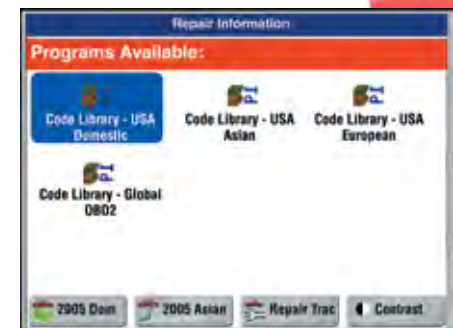 Repair Information
Programs Available:
Code Library - USA
Domestic
Code Library - USA
Asian
Code Library - USA
European
Code Library - Global
OBD2
2005 Dom
2005 Asian
Repair Trac
Contrast